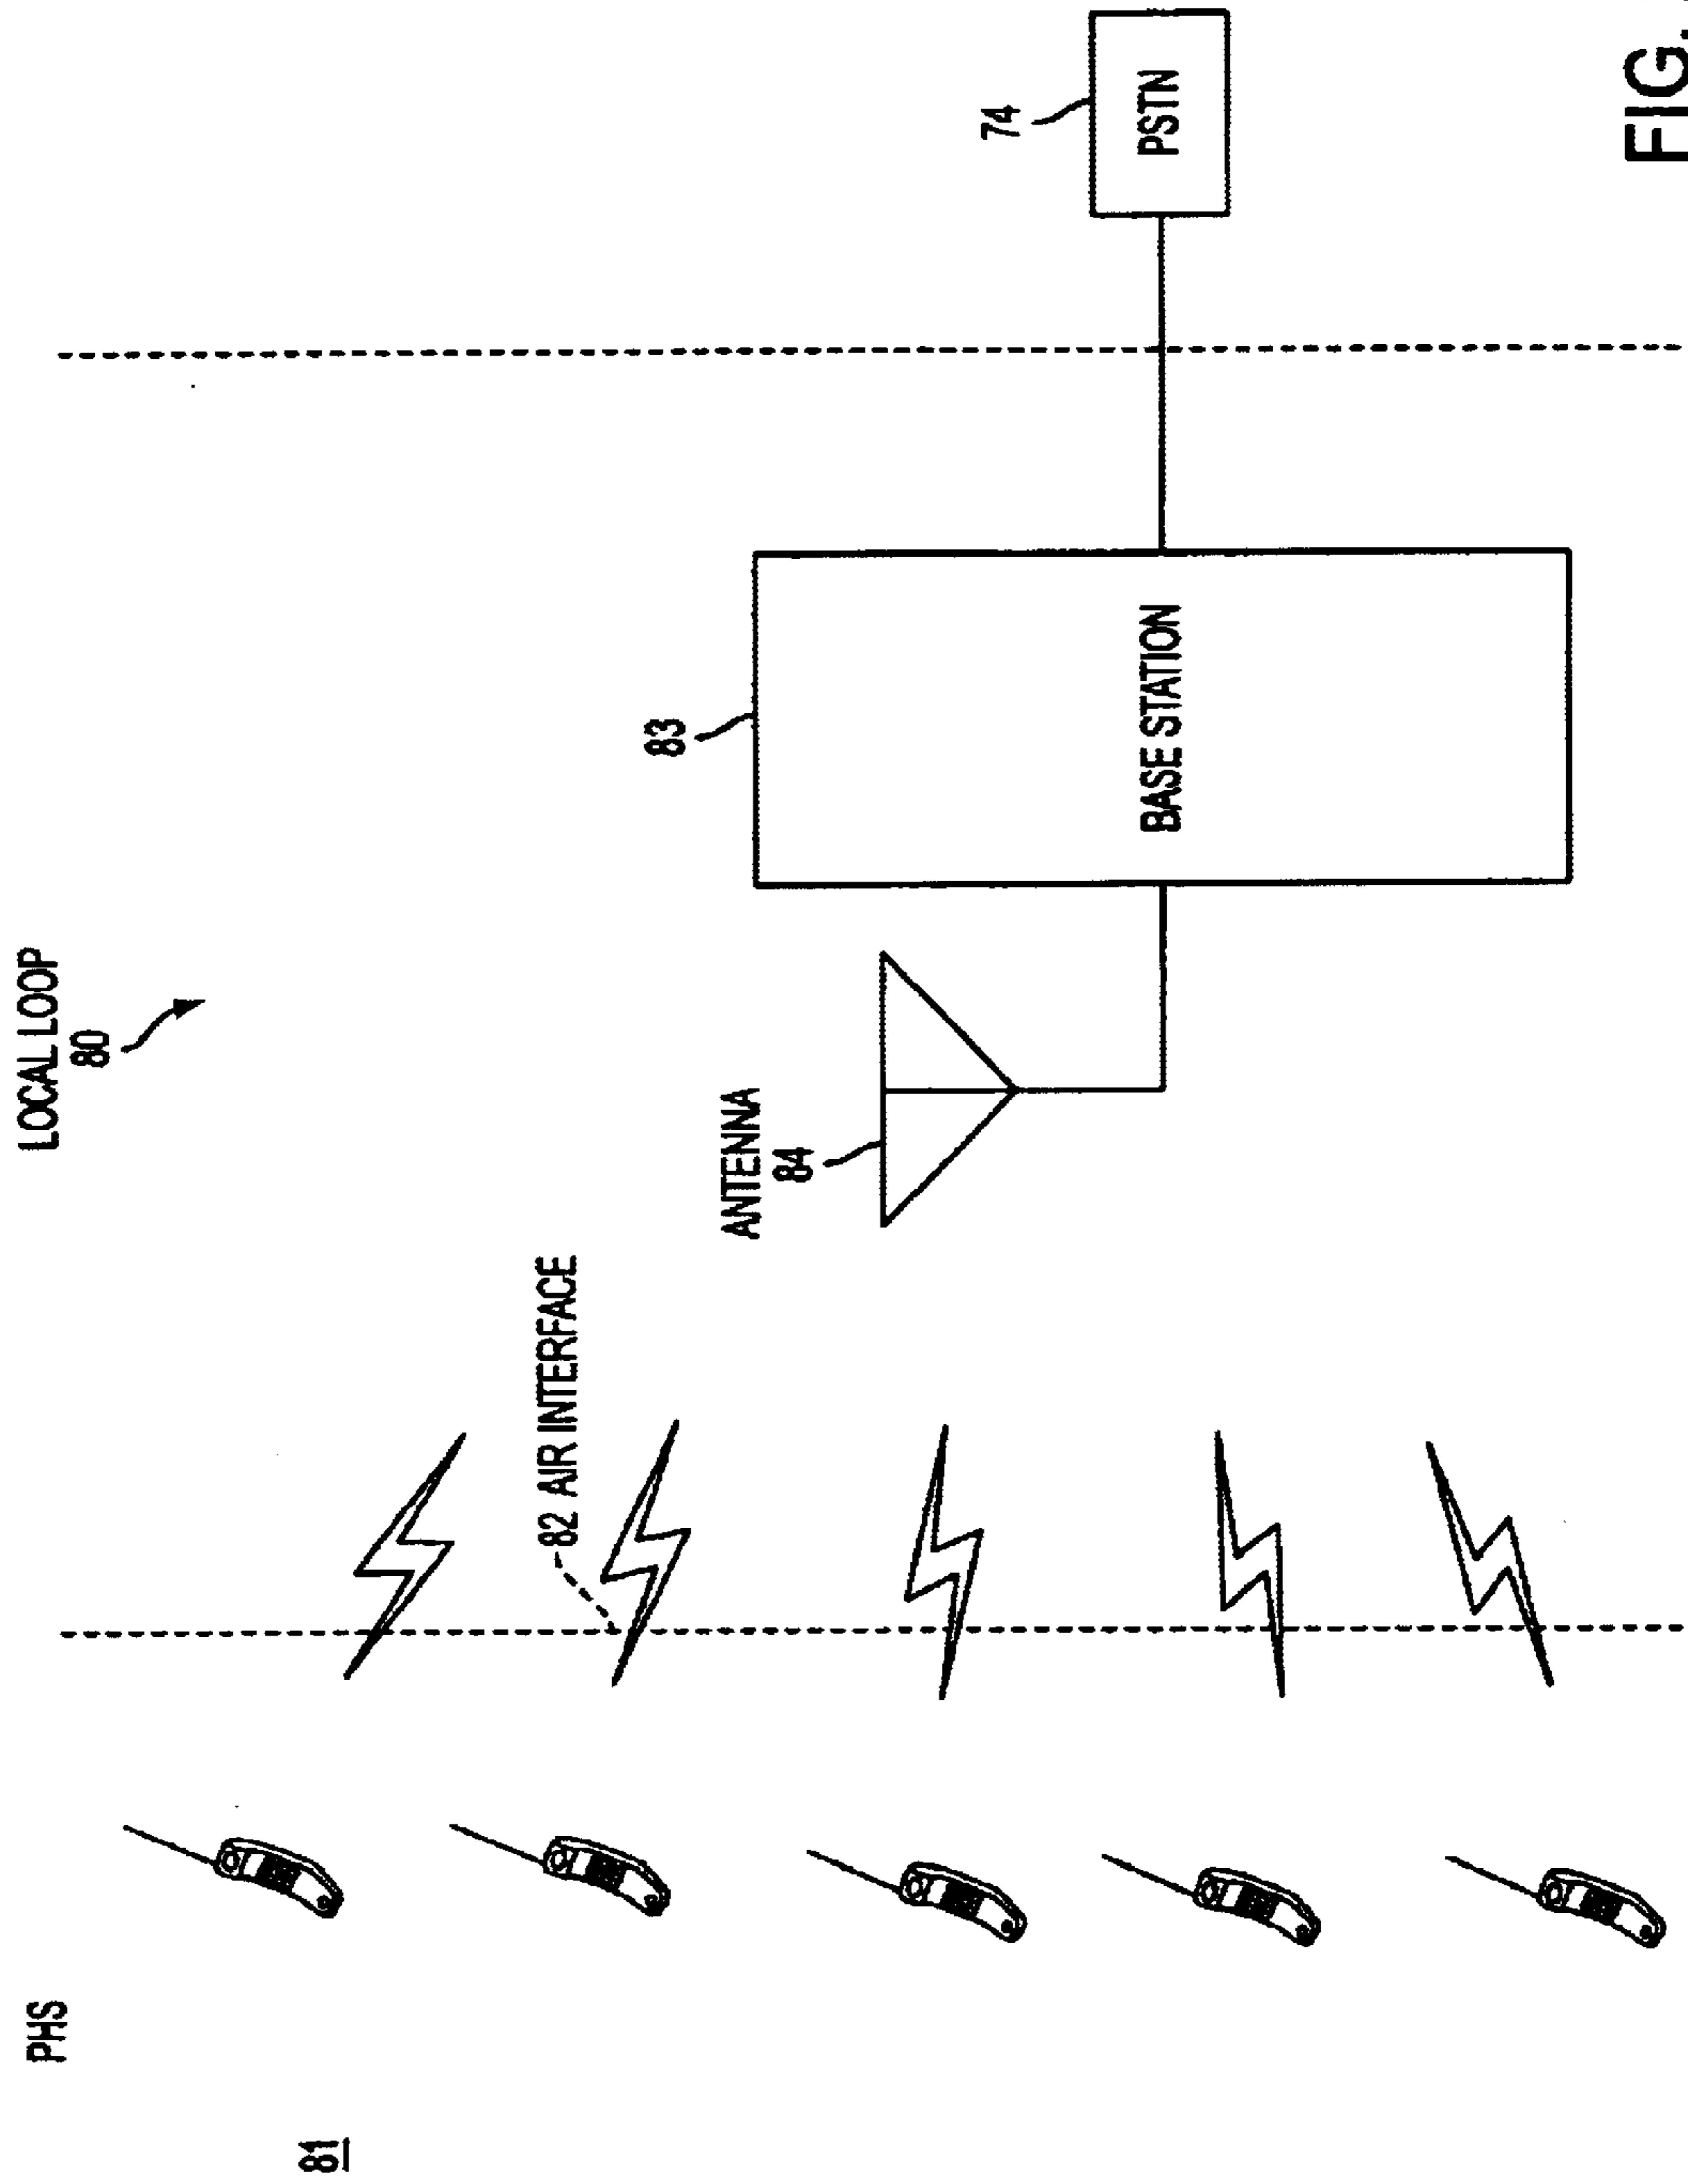 LOCAL LOOP
80
PHS
81
82 AIR INTERFACE
ANTENNA
84
83
BASE STATION
74
PSTN
FIG.